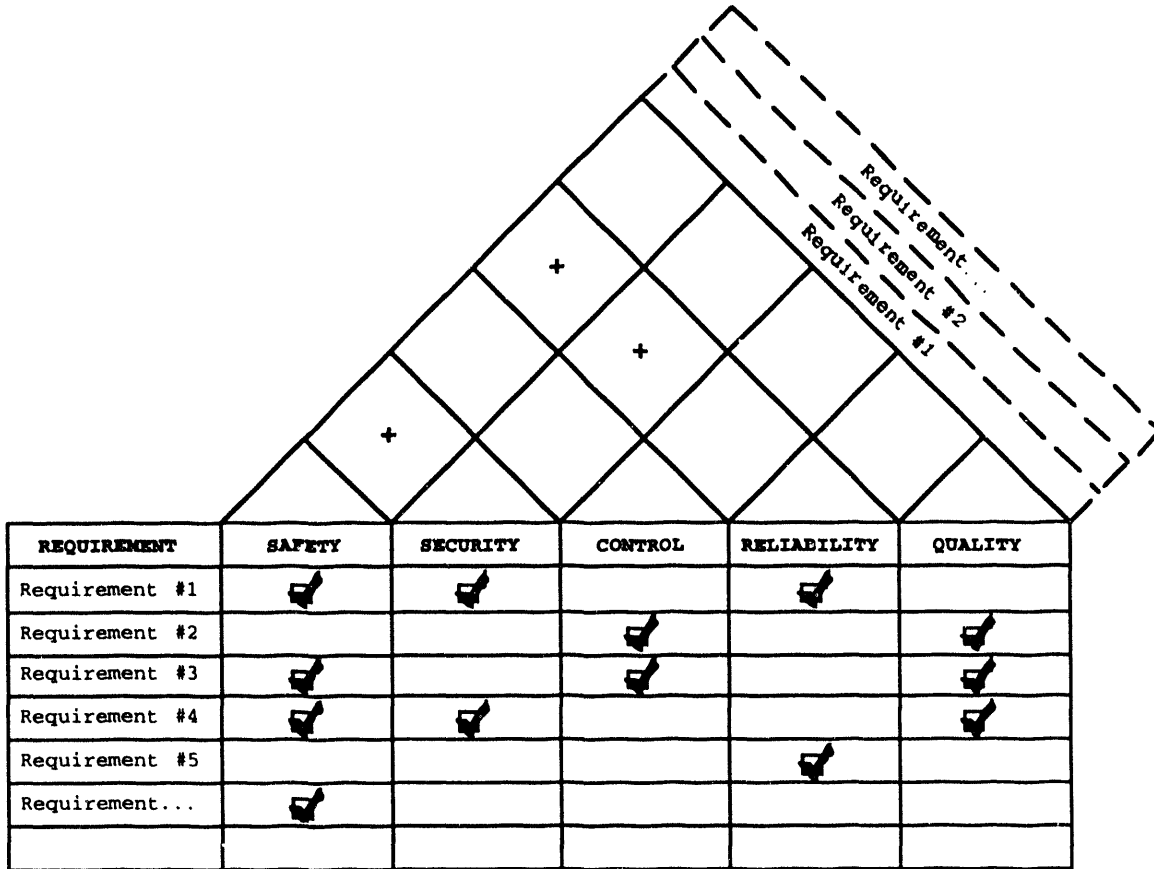 Requirement...
Requirement #2
Requirement #1
+
+
+
REQUIREMENT SAFETY SECURITY CONTROL RELIABILITY QUALITY
Requirement #1
Requirement #2
Requirement #3
Requirement #4
Requirement #5
Requirement...